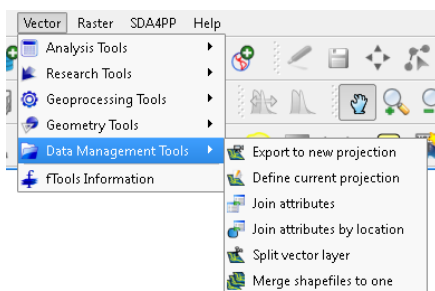 Vector Raster SDA4PP Help
Analysis Tools
Research Tools
Geoprocessing Tools
Geometry Tools
Data Management Tools
fTools Information
Export to new projection
Define current projection
Join attributes
Join attributes by location
Split vector layer
Merge shapefiles to one